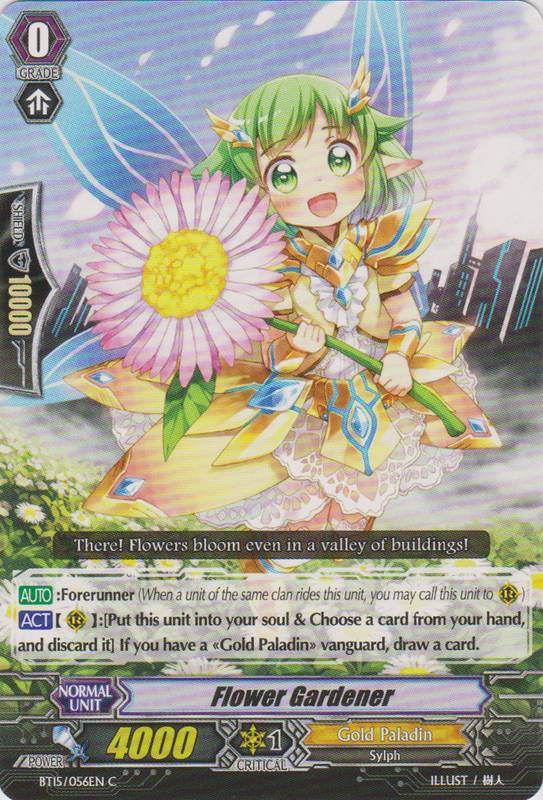 0
GRADE
SHIELD
10000
There! Flowers bloom even in a valley of buildings!
AUTO :Forerunner (When a unit of the same clan rides this unit, you may call this unit to R)
ACT 【 R 】:[Put this unit into your soul & Choose a card from your hand,
and discard it] If you have a «Gold Paladin» vanguard, draw a card.
NORMAL
UNIT
Flower Gardener
POWER
4000
1
CRITICAL
Gold Paladin
Sylph
BT15/056EN C
ILLUST / 樹人